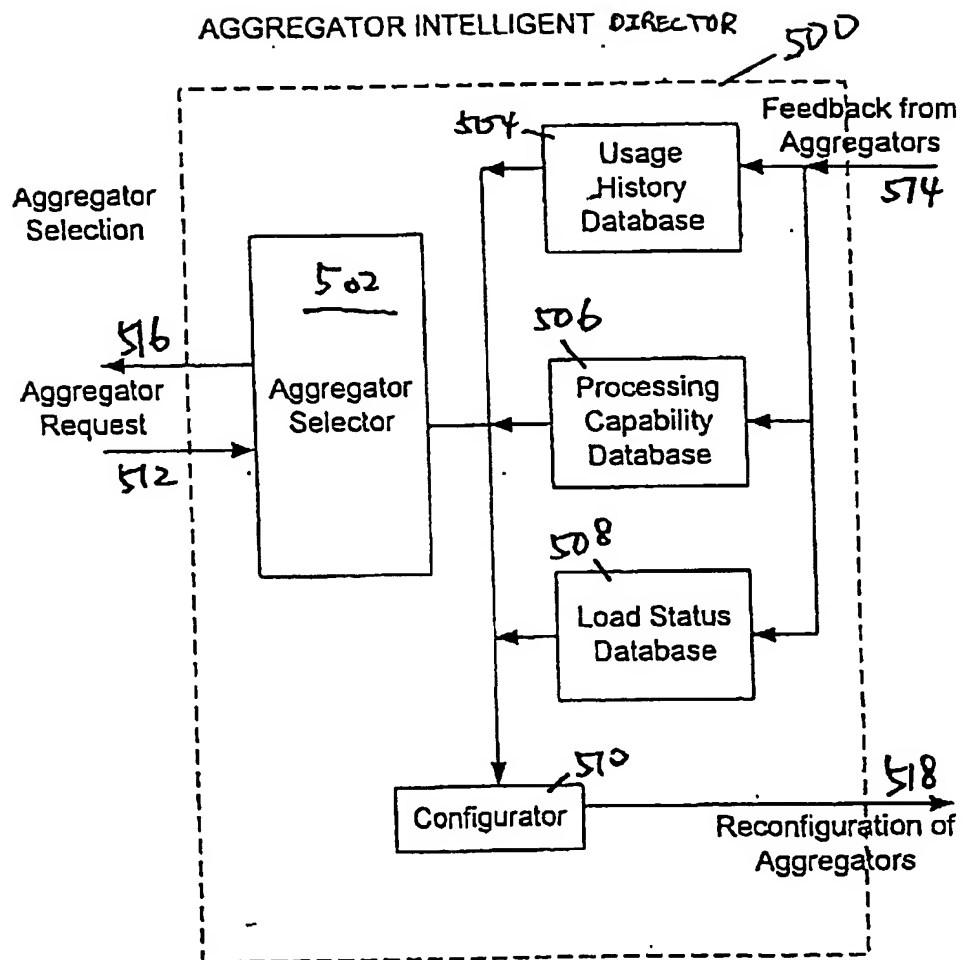 AGGREGATOR INTELLIGENT DIRECTOR
500
Feedback from
Aggregators
514
504
Usage
History
Database
Aggregator
Selection
502
Aggregator
Selector
516
Aggregator
Request
512
506
Processing
Capability
Database
508
Load Status
Database
510
Configurator
518
Reconfiguration of
Aggregators